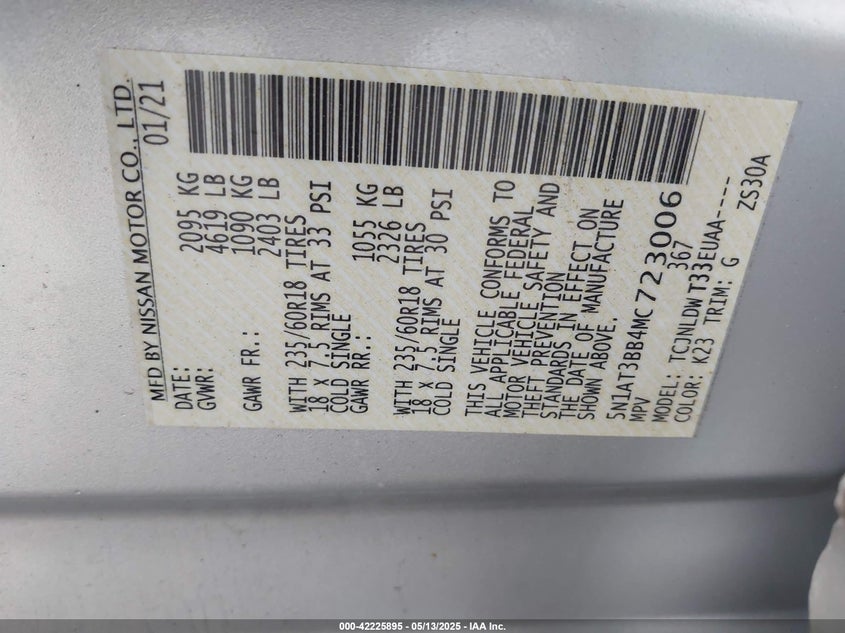 MFD BY NISSAN MOTOR CO., LTD.
DATE: 01/21
GVWR: 2095 KG
4619 LB
GAWR FR.: 1090 KG
2403 LB
WITH 235/60R18 TIRES
18 X 7.5 RIMS AT 33 PSI
COLD SINGLE
GAWR RR.: 1055 KG
2326 LB
WITH 235/60R18 TIRES
18 X 7.5 RIMS AT 30 PSI
COLD SINGLE
THIS VEHICLE CONFORMS TO
ALL APPLICABLE FEDERAL
MOTOR VEHICLE SAFETY AND
THEFT PREVENTION
STANDARDS IN EFFECT ON
THE DATE OF MANUFACTURE
SHOWN ABOVE.
5N1AT3BB4MC723006
MPV 367
MODEL: TCJNLDWT33EUAA----
COLOR: K23 TRIM: G ZS30A
000-42225895 - 05/13/2025 - IAA Inc.